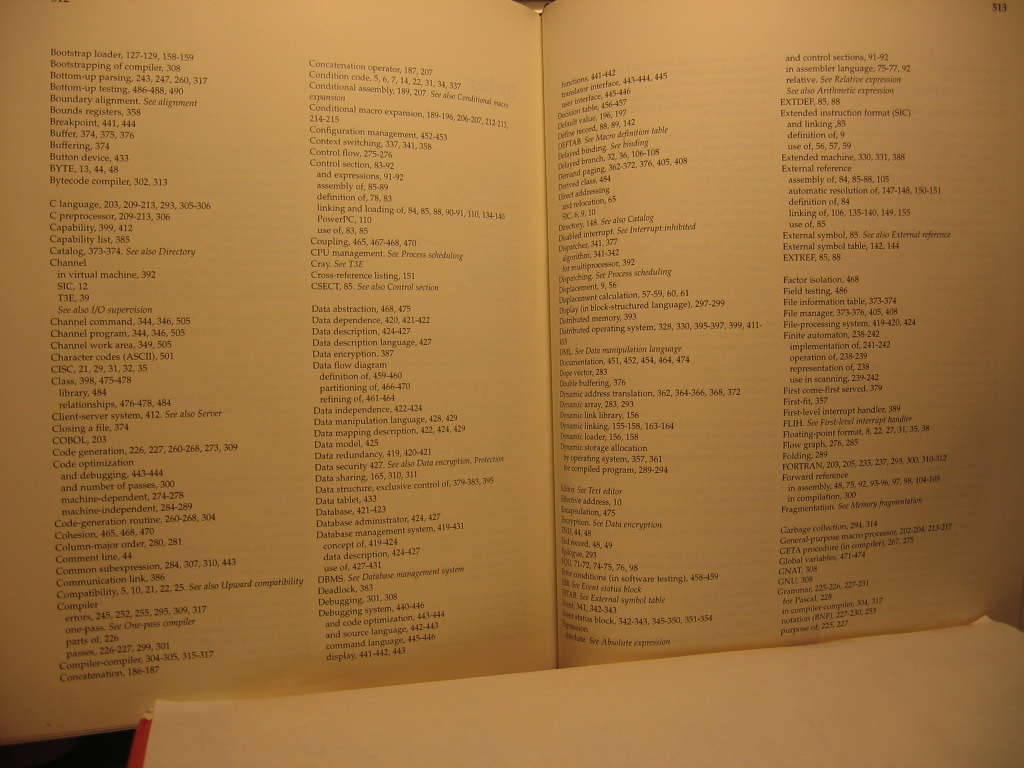 512
Bootstrap loader, 127-129, 158-159
Bootstrapping of compiler, 308
Bottom-up parsing, 243, 247, 260, 317
Bottom-up testing, 486-488, 490
Boundary alignment. See alignment
Bounds registers, 358
Breakpoint, 441, 444
Buffer, 374, 375, 376
Buffering, 374
Button device, 433
BYTE, 13, 44, 48
Bytecode compiler, 302, 313
C language, 203, 209-213, 293, 305-306
C preprocessor, 209-213, 306
Capability, 399, 412
Capability list, 385
Catalog, 373-374. See also Directory
Channel
in virtual machine, 392
SIC, 12
T3E, 39
See also I/O supervision
Channel command, 344, 346, 505
Channel program, 344, 346, 505
Channel work area, 349, 505
Character codes (ASCII), 501
CISC, 21, 29, 31, 32, 35
Class, 398, 475-478
library, 484
relationships, 476-478, 484
Client-server system, 412. See also Server
Closing a file, 374
COBOL, 203
Code generation, 226, 227, 260-268, 273, 309
Code optimization
and debugging, 443-444
and number of passes, 300
machine-dependent, 274-278
machine-independent, 284-289
Code-generation routine, 260-268, 304
Cohesion, 465, 468, 470
Column-major order, 280, 281
Comment line, 44
Common subexpression, 284, 307, 310, 443
Communication link, 386
Compatibility, 5, 10, 21, 22, 25. See also Upward compatibility
Compiler
errors, 245, 252, 255, 295, 309, 317
one-pass. See One-pass compiler
parts of, 226
passes, 226-227, 299, 301
Compiler-compiler, 304-305, 315-317
Concatenation, 186-187
Concatenation operator, 187, 207
Condition code, 5, 6, 7, 14, 22, 31, 34, 337
Conditional assembly, 189, 207. See also Conditional macro
expansion
Conditional macro expansion, 189-196, 206-207, 212-213,
214-215
Configuration management, 452-453
Context switching, 337, 341, 358
Control flow, 275-276
Control section, 83-92
and expressions, 91-92
assembly of, 85-89
definition of, 78, 83
linking and loading of, 84, 85, 88, 90-91, 110, 134-140
PowerPC, 110
use of, 83, 85
Coupling, 465, 467-468, 470
CPU management. See Process scheduling
Cray. See T3E
Cross-reference listing, 151
CSECT, 85. See also Control section
Data abstraction, 468, 475
Data dependence, 420, 421-422
Data description, 424-427
Data description language, 427
Data encryption, 387
Data flow diagram
definition of, 459-460
partitioning of, 466-470
refining of, 461-464
Data independence, 422-424
Data manipulation language, 428, 429
Data mapping description, 422, 424, 429
Data model, 425
Data redundancy, 419, 420-421
Data security 427. See also Data encryption, Protection
Data sharing, 165, 310, 311
Data structure, exclusive control of, 379-383, 395
Data tablet, 433
Database, 421-423
Database administrator, 424, 427
Database management system, 419-431
concept of, 419-424
data description, 424-427
use of, 427-431
DBMS. See Database management system
Deadlock, 383
Debugging, 301, 308
Debugging system, 440-446
and code optimization, 443-444
and source language, 442-443
command language, 445-446
display, 441-442, 443
513
functions, 441-442
translator interface, 443-444, 445
user interface, 445-446
Decision table, 456-457
Default value, 196, 197
Define record, 88, 89, 142
DEFTAB. See Macro definition table
Delayed binding. See binding
Delayed branch, 32, 36, 106-108
Demand paging, 362-372, 376, 405, 408
Derived class, 484
Direct addressing
and relocation, 65
SIC, 6, 9, 10
Directory, 148. See also Catalog
Disabled interrupt. See Interrupt:inhibited
Dispatcher, 341, 377
algorithm, 341-342
for multiprocessor, 392
Dispatching. See Process scheduling
Displacement, 9, 56
Displacement calculation, 57-59, 60, 61
Display (in block-structured language), 297-299
Distributed memory, 393
Distributed operating system, 328, 330, 395-397, 399, 411-
413
DML. See Data manipulation language
Documentation, 451, 452, 454, 464, 474
Dope vector, 283
Double buffering, 376
Dynamic address translation, 362, 364-366, 368, 372
Dynamic array, 283, 293
Dynamic link library, 156
Dynamic linking, 155-158, 163-164
Dynamic loader, 156, 158
Dynamic storage allocation
by operating system, 357, 361
for compiled program, 289-294
Editor. See Text editor
Effective address, 10
Encapsulation, 475
Encryption. See Data encryption
END, 44, 48
End record, 48, 49
Epilogue, 293
EQU, 71-72, 74-75, 76, 98
Error conditions (in software testing), 458-459
ESB. See Event status block
ESTAB. See External symbol table
Event, 341, 342-343
Event status block, 342-343, 345-350, 351-354
Expressions
absolute. See Absolute expression
and control sections, 91-92
in assembler language, 75-77, 92
relative. See Relative expression
See also Arithmetic expression
EXTDEF, 85, 88
Extended instruction format (SIC)
and linking ,85
definition of, 9
use of, 56, 57, 59
Extended machine, 330, 331, 388
External reference
assembly of, 84, 85-88, 105
automatic resolution of, 147-148, 150-151
definition of, 84
linking of, 106, 135-140, 149, 155
use of, 85
External symbol, 85. See also External reference
External symbol table, 142, 144
EXTREF, 85, 88
Factor isolation, 468
Field testing, 486
File information table, 373-374
File manager, 373-376, 405, 408
File-processing system, 419-420, 424
Finite automaton, 238-242
implementation of, 241-242
operation of, 238-239
representation of, 238
use in scanning, 239-242
First come-first served, 379
First-fit, 357
First-level interrupt handler, 389
FLIH. See First-level interrupt handler
Floating-point format, 8, 22, 27, 31, 35, 38
Flow graph, 276, 285
Folding, 289
FORTRAN, 203, 205, 235, 237, 293, 300, 310-312
Forward reference
in assembly, 48, 75, 92, 93-96, 97, 98, 104-105
in compilation, 300
Fragmentation. See Memory fragmentation
Garbage collection, 294, 314
General-purpose macro processor, 202-204, 213-217
GETA procedure (in compiler), 267, 275
Global variables, 471-474
GNAT, 308
GNU, 308
Grammar, 225-226, 227-231
for Pascal, 228
in compiler-compiler, 304, 317
notation (BNF), 227-230, 253
purpose of, 225, 227